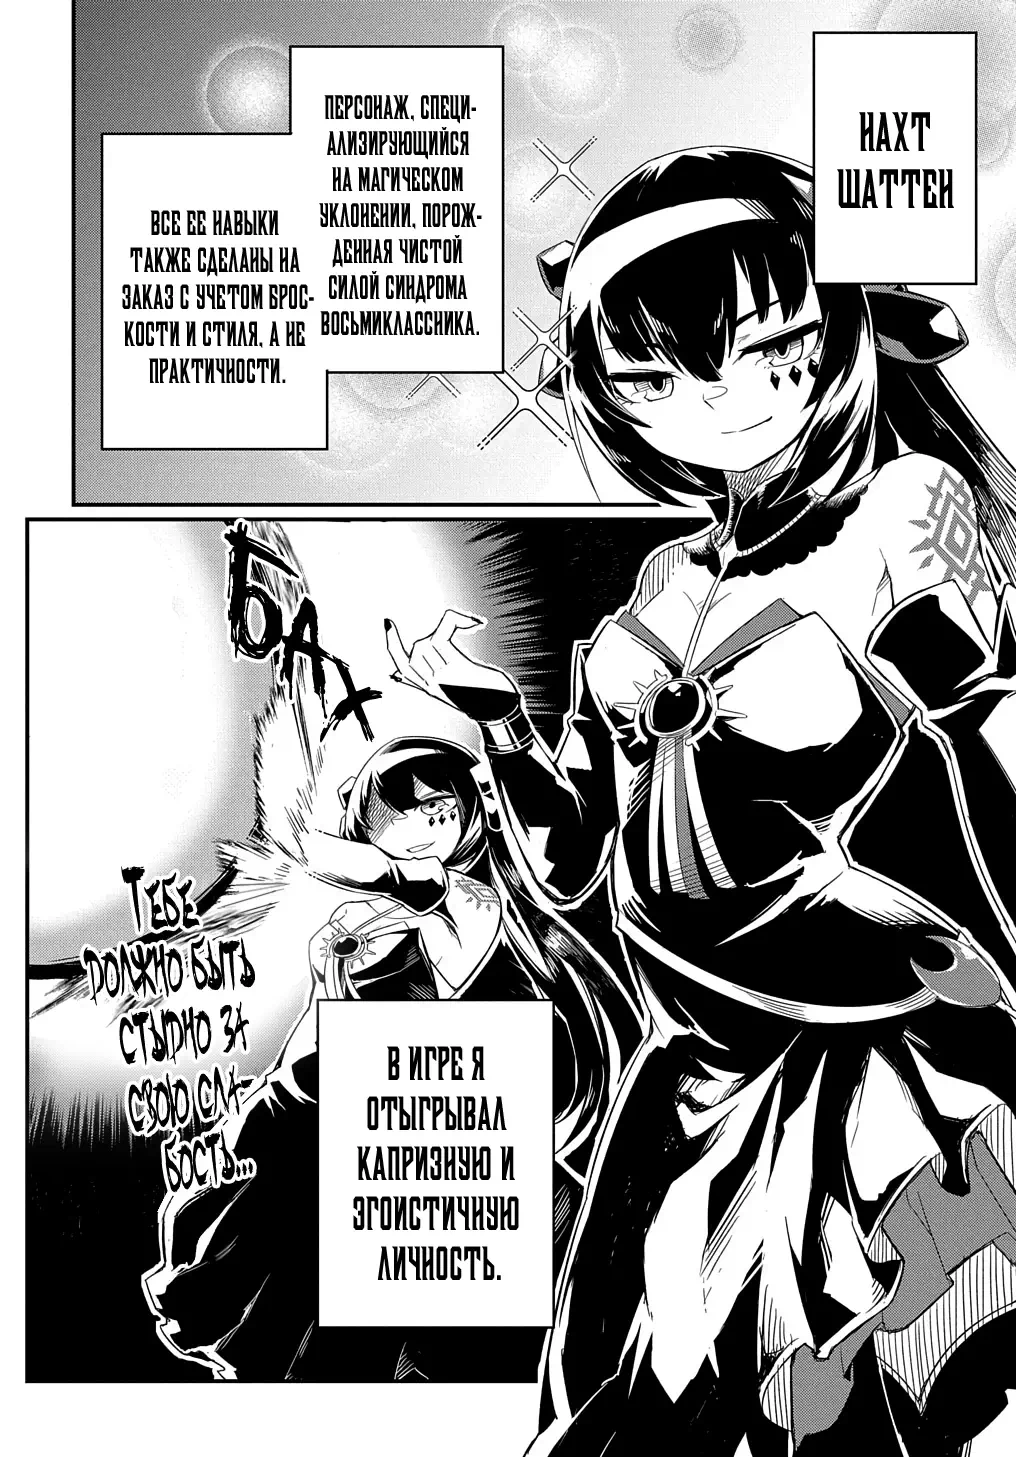 НАХТ
ШАТТЕН
ПЕРСОНАЖ, СПЕЦИ-
АЛИЗИРУЮЩИЙСЯ
НА МАГИЧЕСКОМ
УКЛОНЕНИИ, ПОРОЖ-
ДЕННАЯ ЧИСТОЙ
СИЛОЙ СИНДРОМА
ВОСЬМИКЛАССНИКА.
ВСЕ ЕЕ НАВЫКИ
ТАКЖЕ СДЕЛАНЫ НА
ЗАКАЗ С УЧЕТОМ БРОС-
КОСТИ И СТИЛЯ, А НЕ
ПРАКТИЧНОСТИ.
БАХ
ТЕБЕ
ДОЛЖНО БЫТЬ
СТЫДНО ЗА
СВОЮ СЛА-
БОСТЬ...
В ИГРЕ Я
ОТЫГРЫВАЛ
КАПРИЗНУЮ И
ЭГОИСТИЧНУЮ
ЛИЧНОСТЬ.